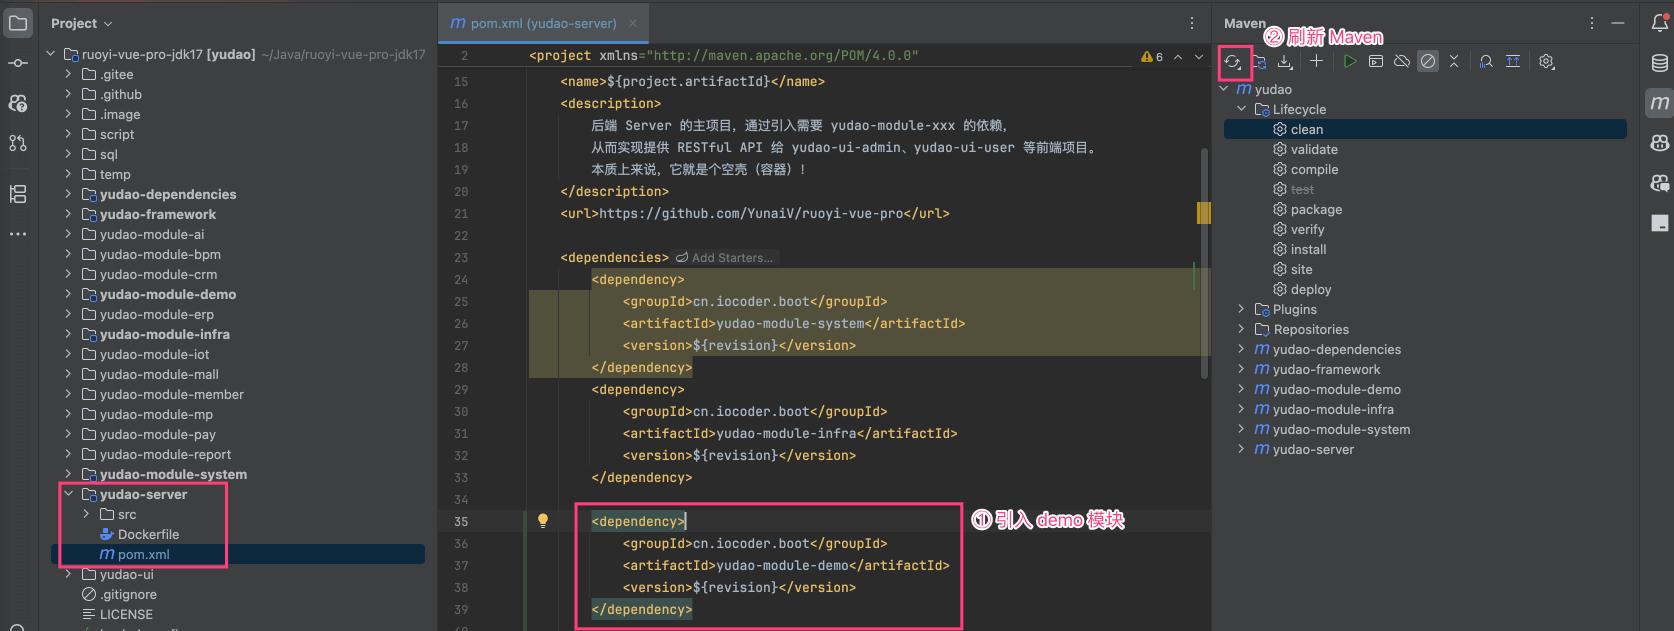 Project
ruoyi-vue-pro-jdk17 [yudao] ~/Java/ruoyi-vue-pro-jdk17
.gitee
.github
.image
script
sql
temp
yudao-dependencies
yudao-framework
yudao-module-ai
yudao-module-bpm
yudao-module-crm
yudao-module-demo
yudao-module-erp
yudao-module-infra
yudao-module-iot
yudao-module-mall
yudao-module-member
yudao-module-mp
yudao-module-pay
yudao-module-report
yudao-module-system
yudao-server
src
Dockerfile
pom.xml
yudao-ui
.gitignore
LICENSE
pom.xml (yudao-server)
6
2 <project xmlns="http://maven.apache.org/POM/4.0.0"
15 <name>${project.artifactId}</name>
16 <description>
17 后端 Server 的主项目，通过引入需要 yudao-module-xxx 的依赖，
18 从而实现提供 RESTful API 给 yudao-ui-admin、yudao-ui-user 等前端项目。
19 本质上来说，它就是个空壳（容器）！
20 </description>
21 <url>https://github.com/YunaiV/ruoyi-vue-pro</url>
22
23 <dependencies> Add Starters...
24 <dependency>
25 <groupId>cn.iocoder.boot</groupId>
26 <artifactId>yudao-module-system</artifactId>
27 <version>${revision}</version>
28 </dependency>
29 <dependency>
30 <groupId>cn.iocoder.boot</groupId>
31 <artifactId>yudao-module-infra</artifactId>
32 <version>${revision}</version>
33 </dependency>
34
35 <dependency>
① 引入 demo 模块
36 <groupId>cn.iocoder.boot</groupId>
37 <artifactId>yudao-module-demo</artifactId>
38 <version>${revision}</version>
39 </dependency>
Maven
② 刷新 Maven
yudao
Lifecycle
clean
validate
compile
test
package
verify
install
site
deploy
Plugins
Repositories
yudao-dependencies
yudao-framework
yudao-module-demo
yudao-module-infra
yudao-module-system
yudao-server